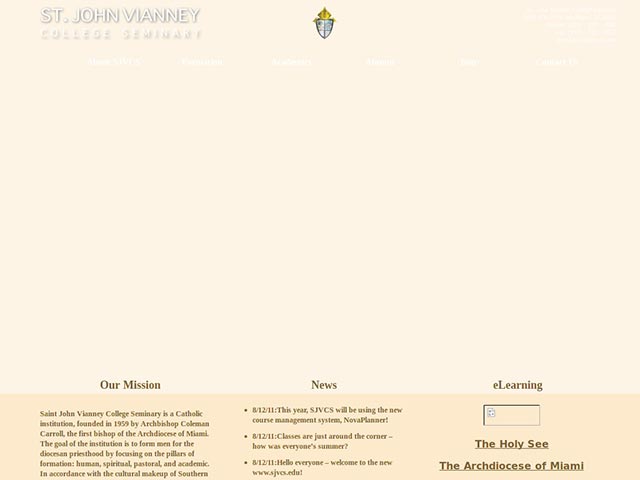 ST. JOHN VIANNEY
COLLEGE SEMINARY
About SJVCS Formation Academics Alumni Contact Us
Our Mission
Saint John Vianney College Seminary is a Catholic
institution, founded in 1959 by Archbishop Coleman
Carroll, the first bishop of the Archdiocese of Miami.
The goal of the institution is to form men for the
diocesan priesthood by focusing on the pillars of
formation: human, spiritual, pastoral, and academic.
In accordance with the cultural makeup of Southern
News
8/12/11:This year, SJVCS will be using the new
course management system, NovaPlanner!
8/12/11:Classes are just around the corner –
how was everyone’s summer?
8/12/11:Hello everyone – welcome to the new
www.sjvcs.edu!
eLearning
The Holy See
The Archdiocese of Miami